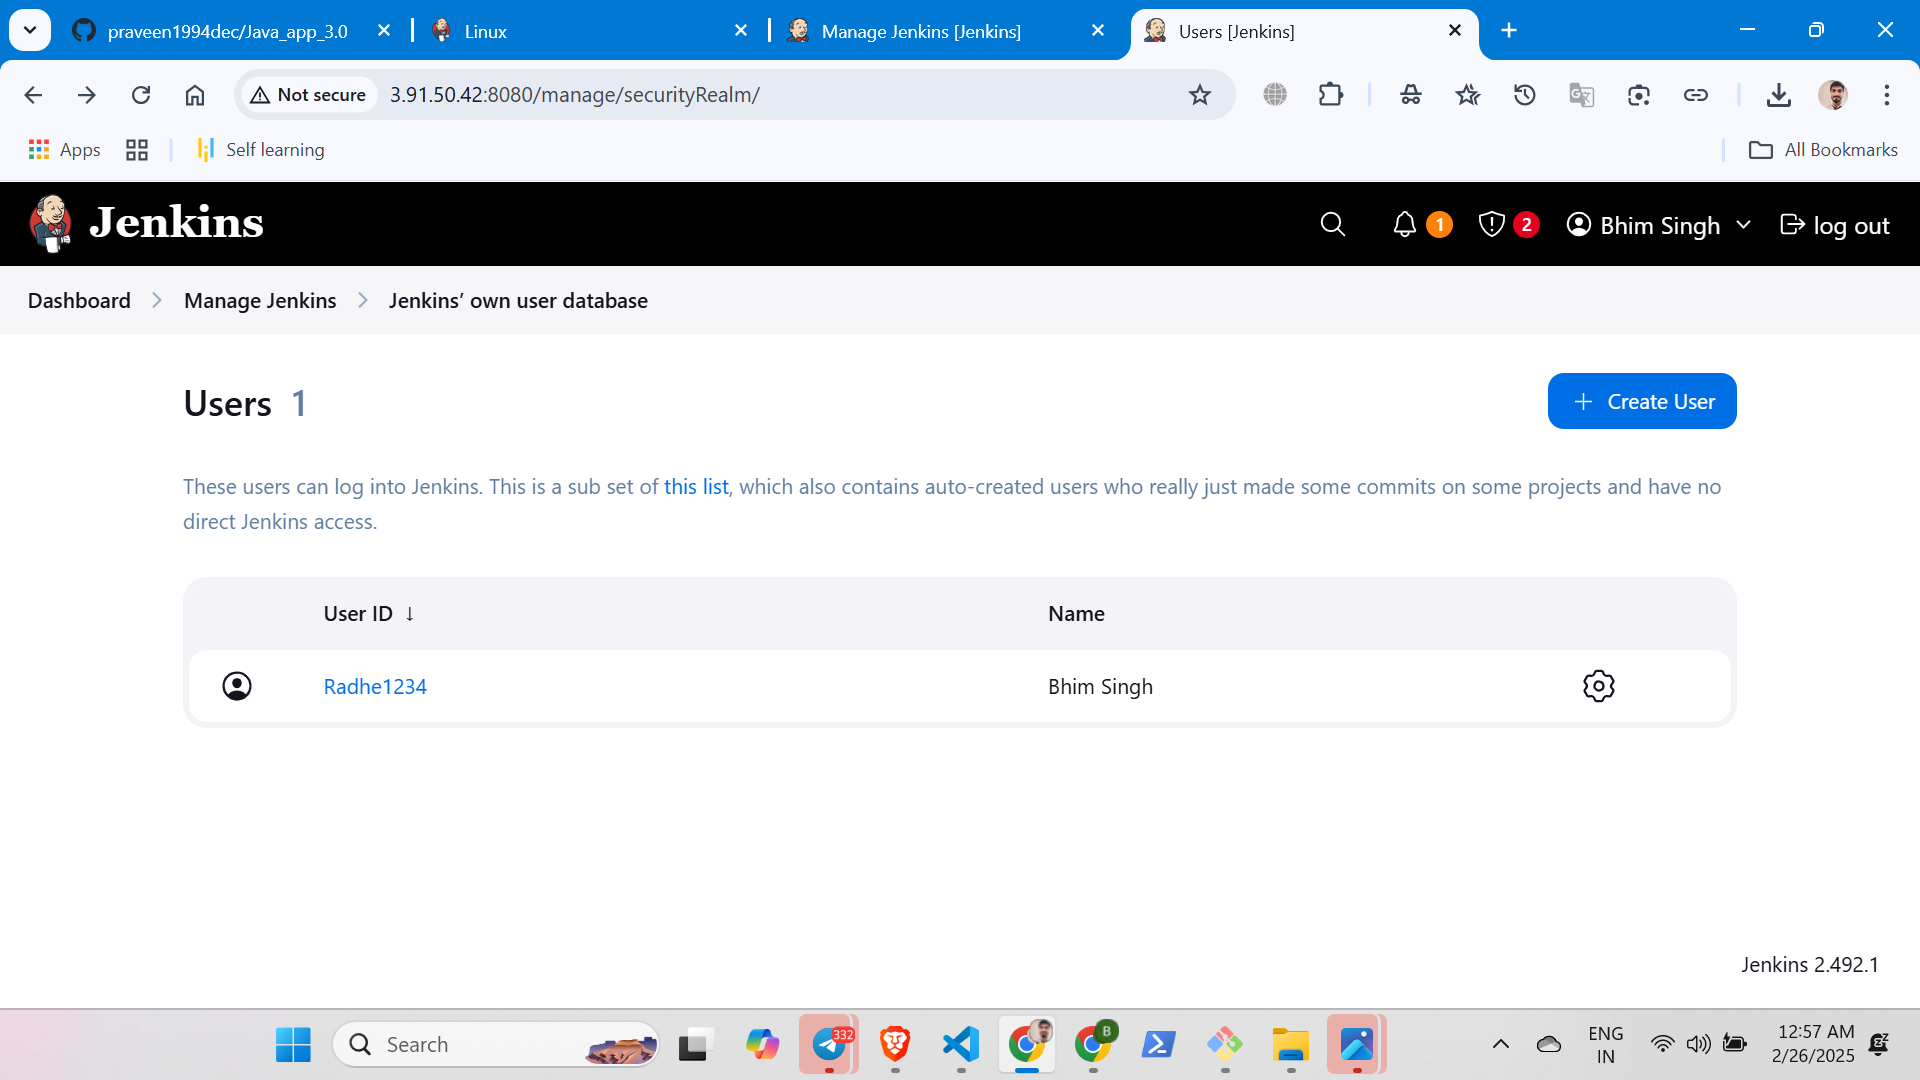 praveen1994dec/Java_app_3.0
Linux
Manage Jenkins [Jenkins]
Users [Jenkins]
Not secure
3.91.50.42:8080/manage/securityRealm/
Apps
Self learning
All Bookmarks
Jenkins
1
2
Bhim Singh
log out
Dashboard
Manage Jenkins
Jenkins’ own user database
Users 1
Create User
These users can log into Jenkins. This is a sub set of this list, which also contains auto-created users who really just made some commits on some projects and have no
direct Jenkins access.
User ID ↓
Name
Radhe1234
Bhim Singh
Jenkins 2.492.1
Search
332
B
ENG
IN
12:57 AM
2/26/2025